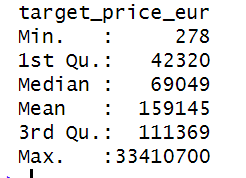 target_price_eur
Min.   :     278
1st Qu.:   42320
Median :   69049
Mean   :  159145
3rd Qu.:  111369
Max.   :33410700